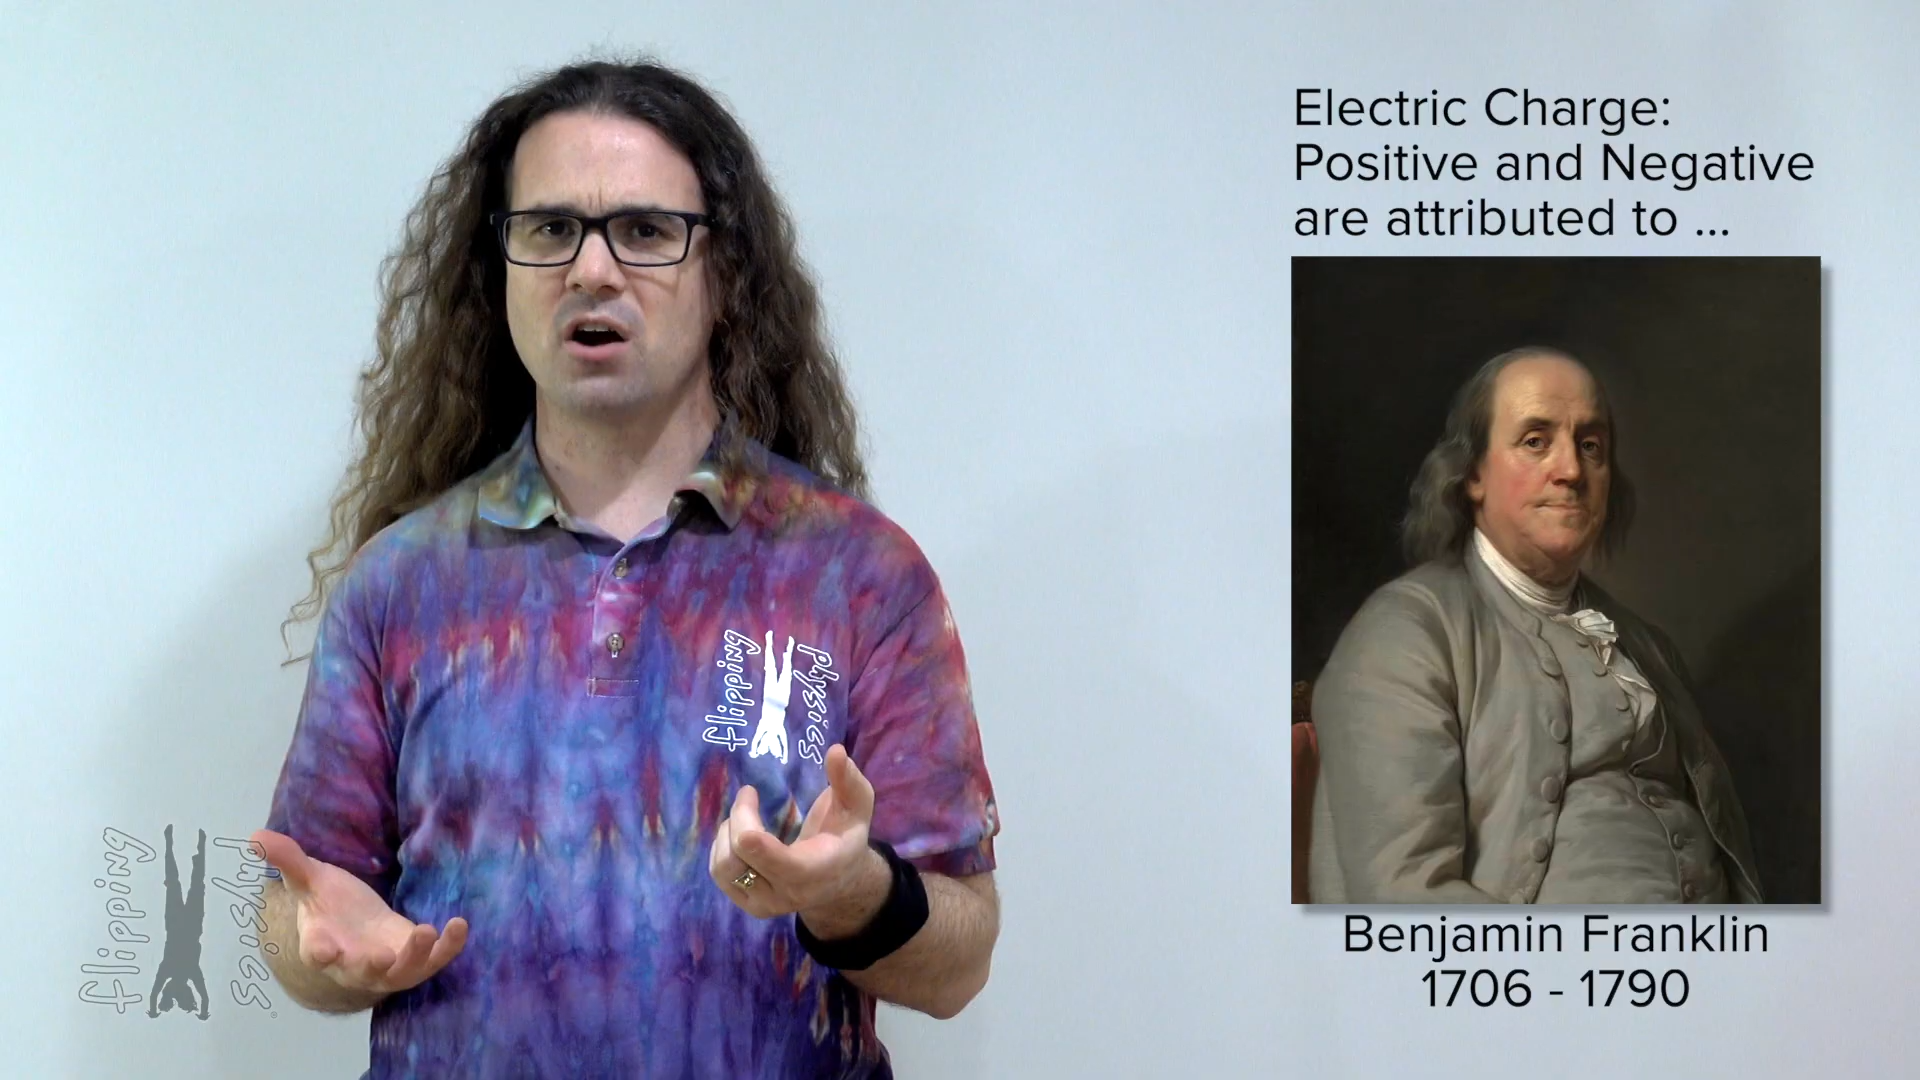 Electric Charge:
Positive and Negative
are attributed to ...
Benjamin Franklin
1706 - 1790
flipping
physics
flipping
physics